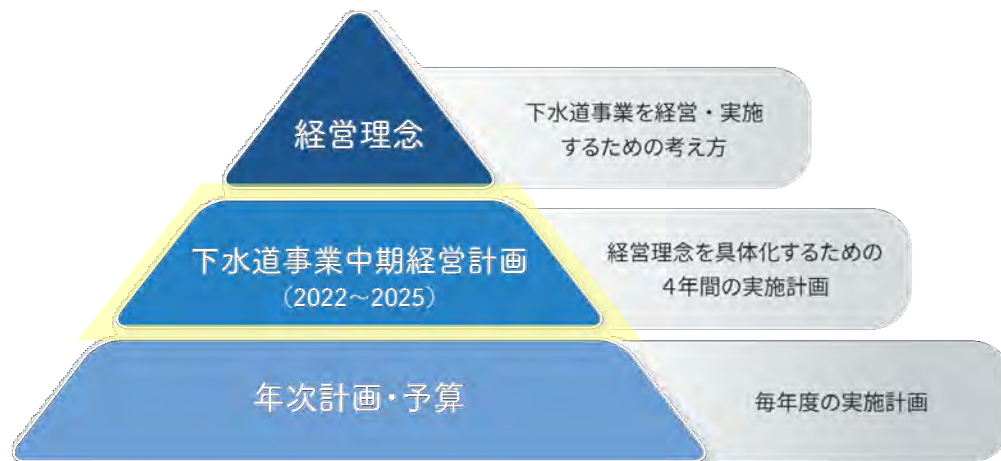 経営理念
下水道事業を経営・実施
するための考え方
下水道事業中期経営計画
（2022～2025）
経営理念を具体化するための
4年間の実施計画
年次計画・予算
毎年度の実施計画